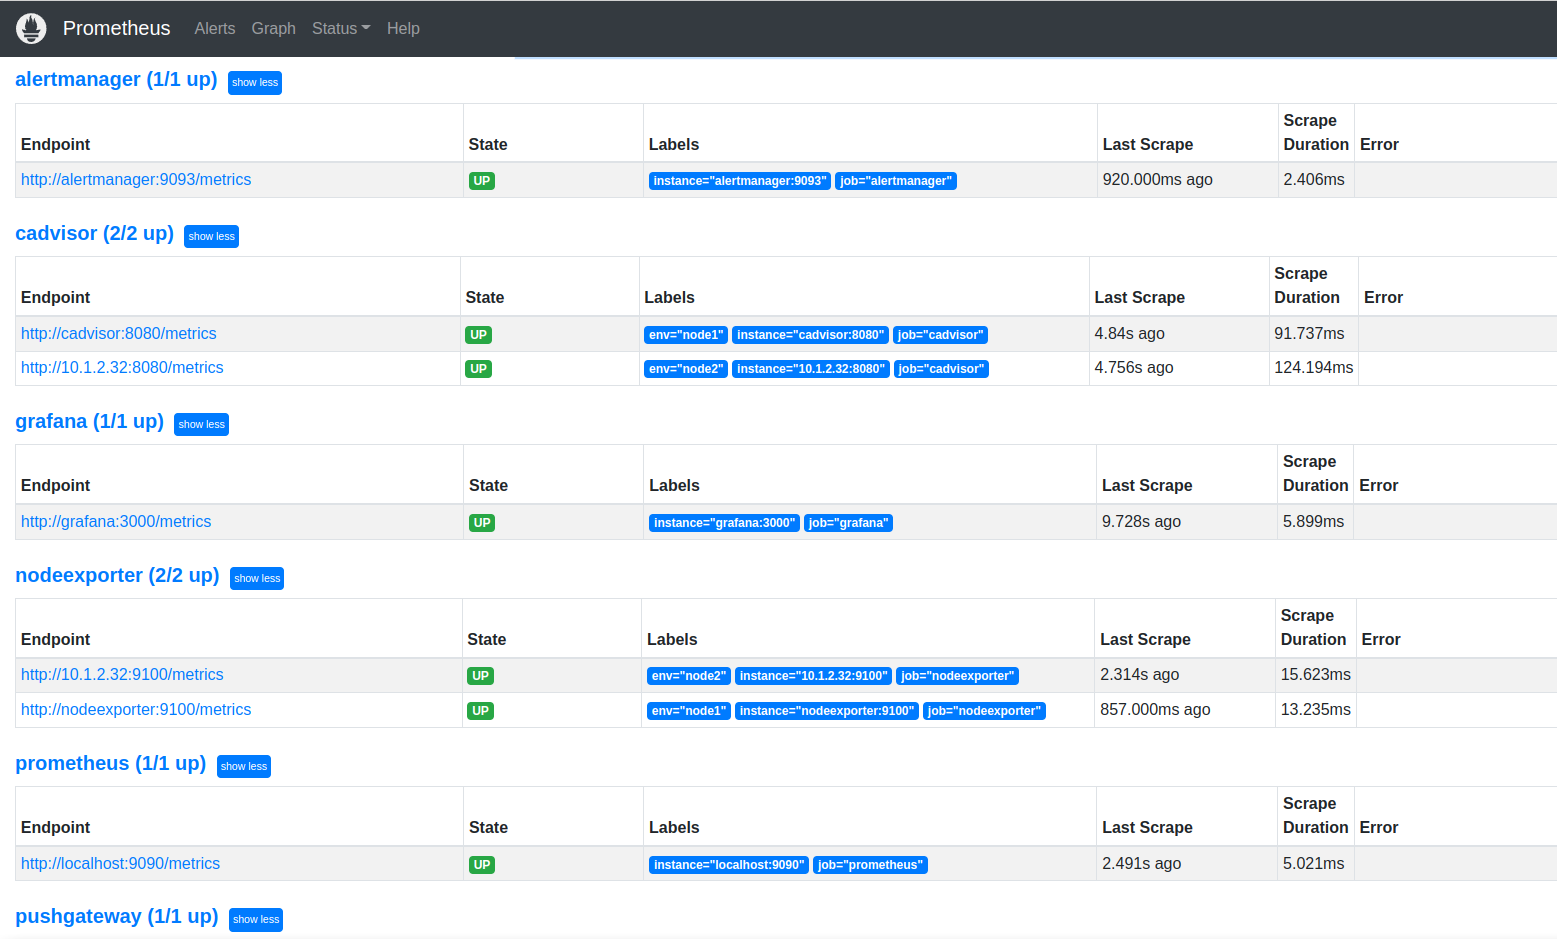 Prometheus Alerts Graph Status Help
alertmanager (1/1 up) show less
Endpoint State Labels Last Scrape Scrape Duration Error
http://alertmanager:9093/metrics UP instance="alertmanager:9093" job="alertmanager" 920.000ms ago 2.406ms
cadvisor (2/2 up) show less
Endpoint State Labels Last Scrape Scrape Duration Error
http://cadvisor:8080/metrics UP env="node1" instance="cadvisor:8080" job="cadvisor" 4.84s ago 91.737ms
http://10.1.2.32:8080/metrics UP env="node2" instance="10.1.2.32:8080" job="cadvisor" 4.756s ago 124.194ms
grafana (1/1 up) show less
Endpoint State Labels Last Scrape Scrape Duration Error
http://grafana:3000/metrics UP instance="grafana:3000" job="grafana" 9.728s ago 5.899ms
nodeexporter (2/2 up) show less
Endpoint State Labels Last Scrape Scrape Duration Error
http://10.1.2.32:9100/metrics UP env="node2" instance="10.1.2.32:9100" job="nodeexporter" 2.314s ago 15.623ms
http://nodeexporter:9100/metrics UP env="node1" instance="nodeexporter:9100" job="nodeexporter" 857.000ms ago 13.235ms
prometheus (1/1 up) show less
Endpoint State Labels Last Scrape Scrape Duration Error
http://localhost:9090/metrics UP instance="localhost:9090" job="prometheus" 2.491s ago 5.021ms
pushgateway (1/1 up) show less